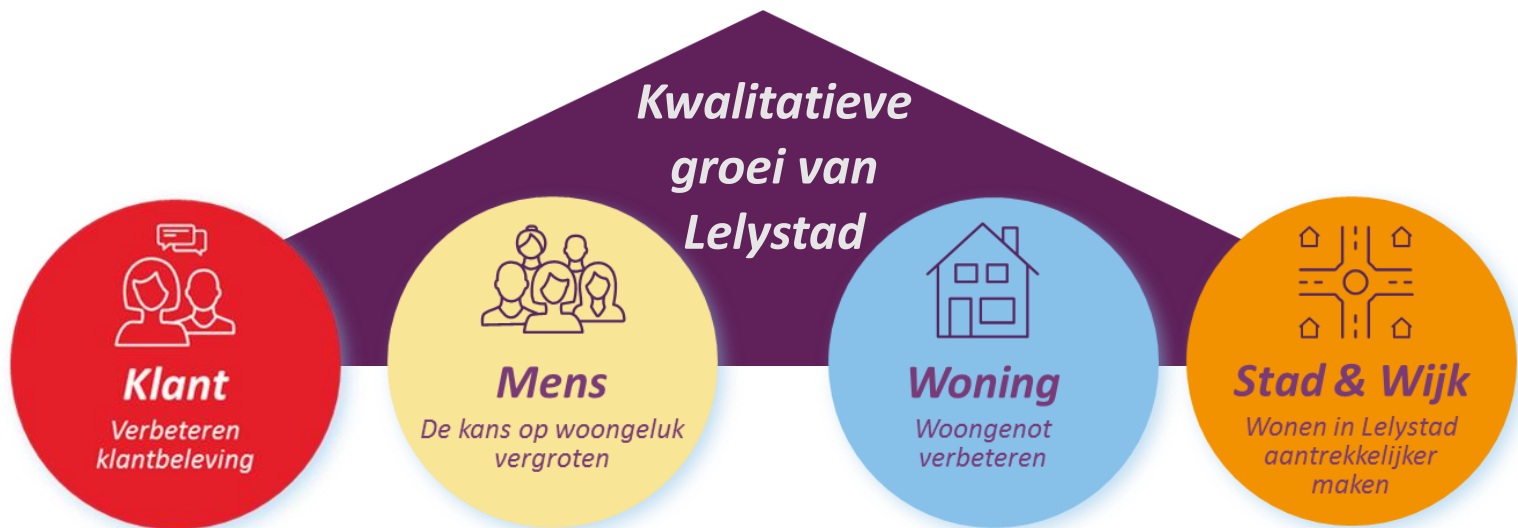 Kwalitatieve
groei van
Lelystad
Klant
Verbeteren
klantbeleving
Mens
De kans op woongeluk
vergroten
Woning
Woongenot
verbeteren
Stad & Wijk
Wonen in Lelystad
aantrekkelijker
maken